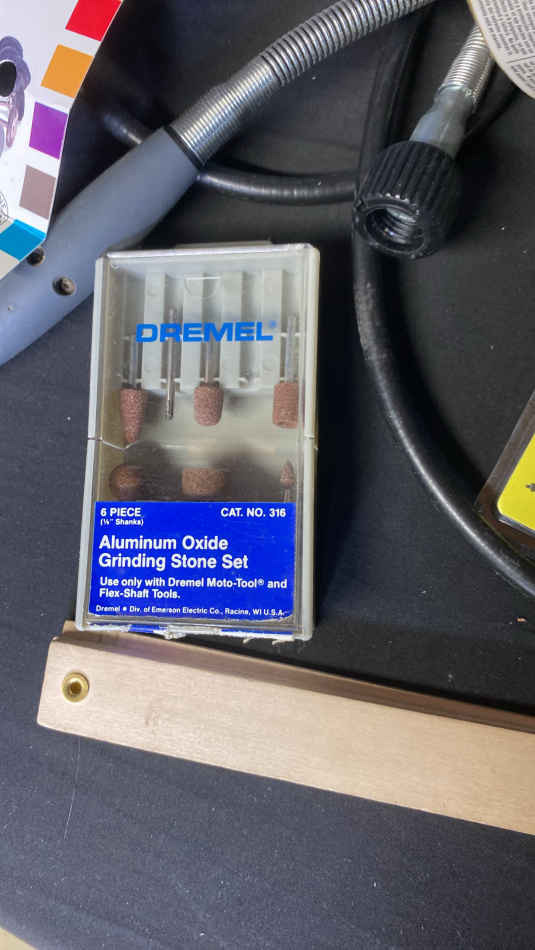 DREMEL®
6 PIECE CAT. NO. 316
(⅛" Shanks)
Aluminum Oxide
Grinding Stone Set
Use only with Dremel Moto-Tool® and
Flex-Shaft Tools.
Dremel • Div. of Emerson Electric Co., Racine, WI U.S.A.